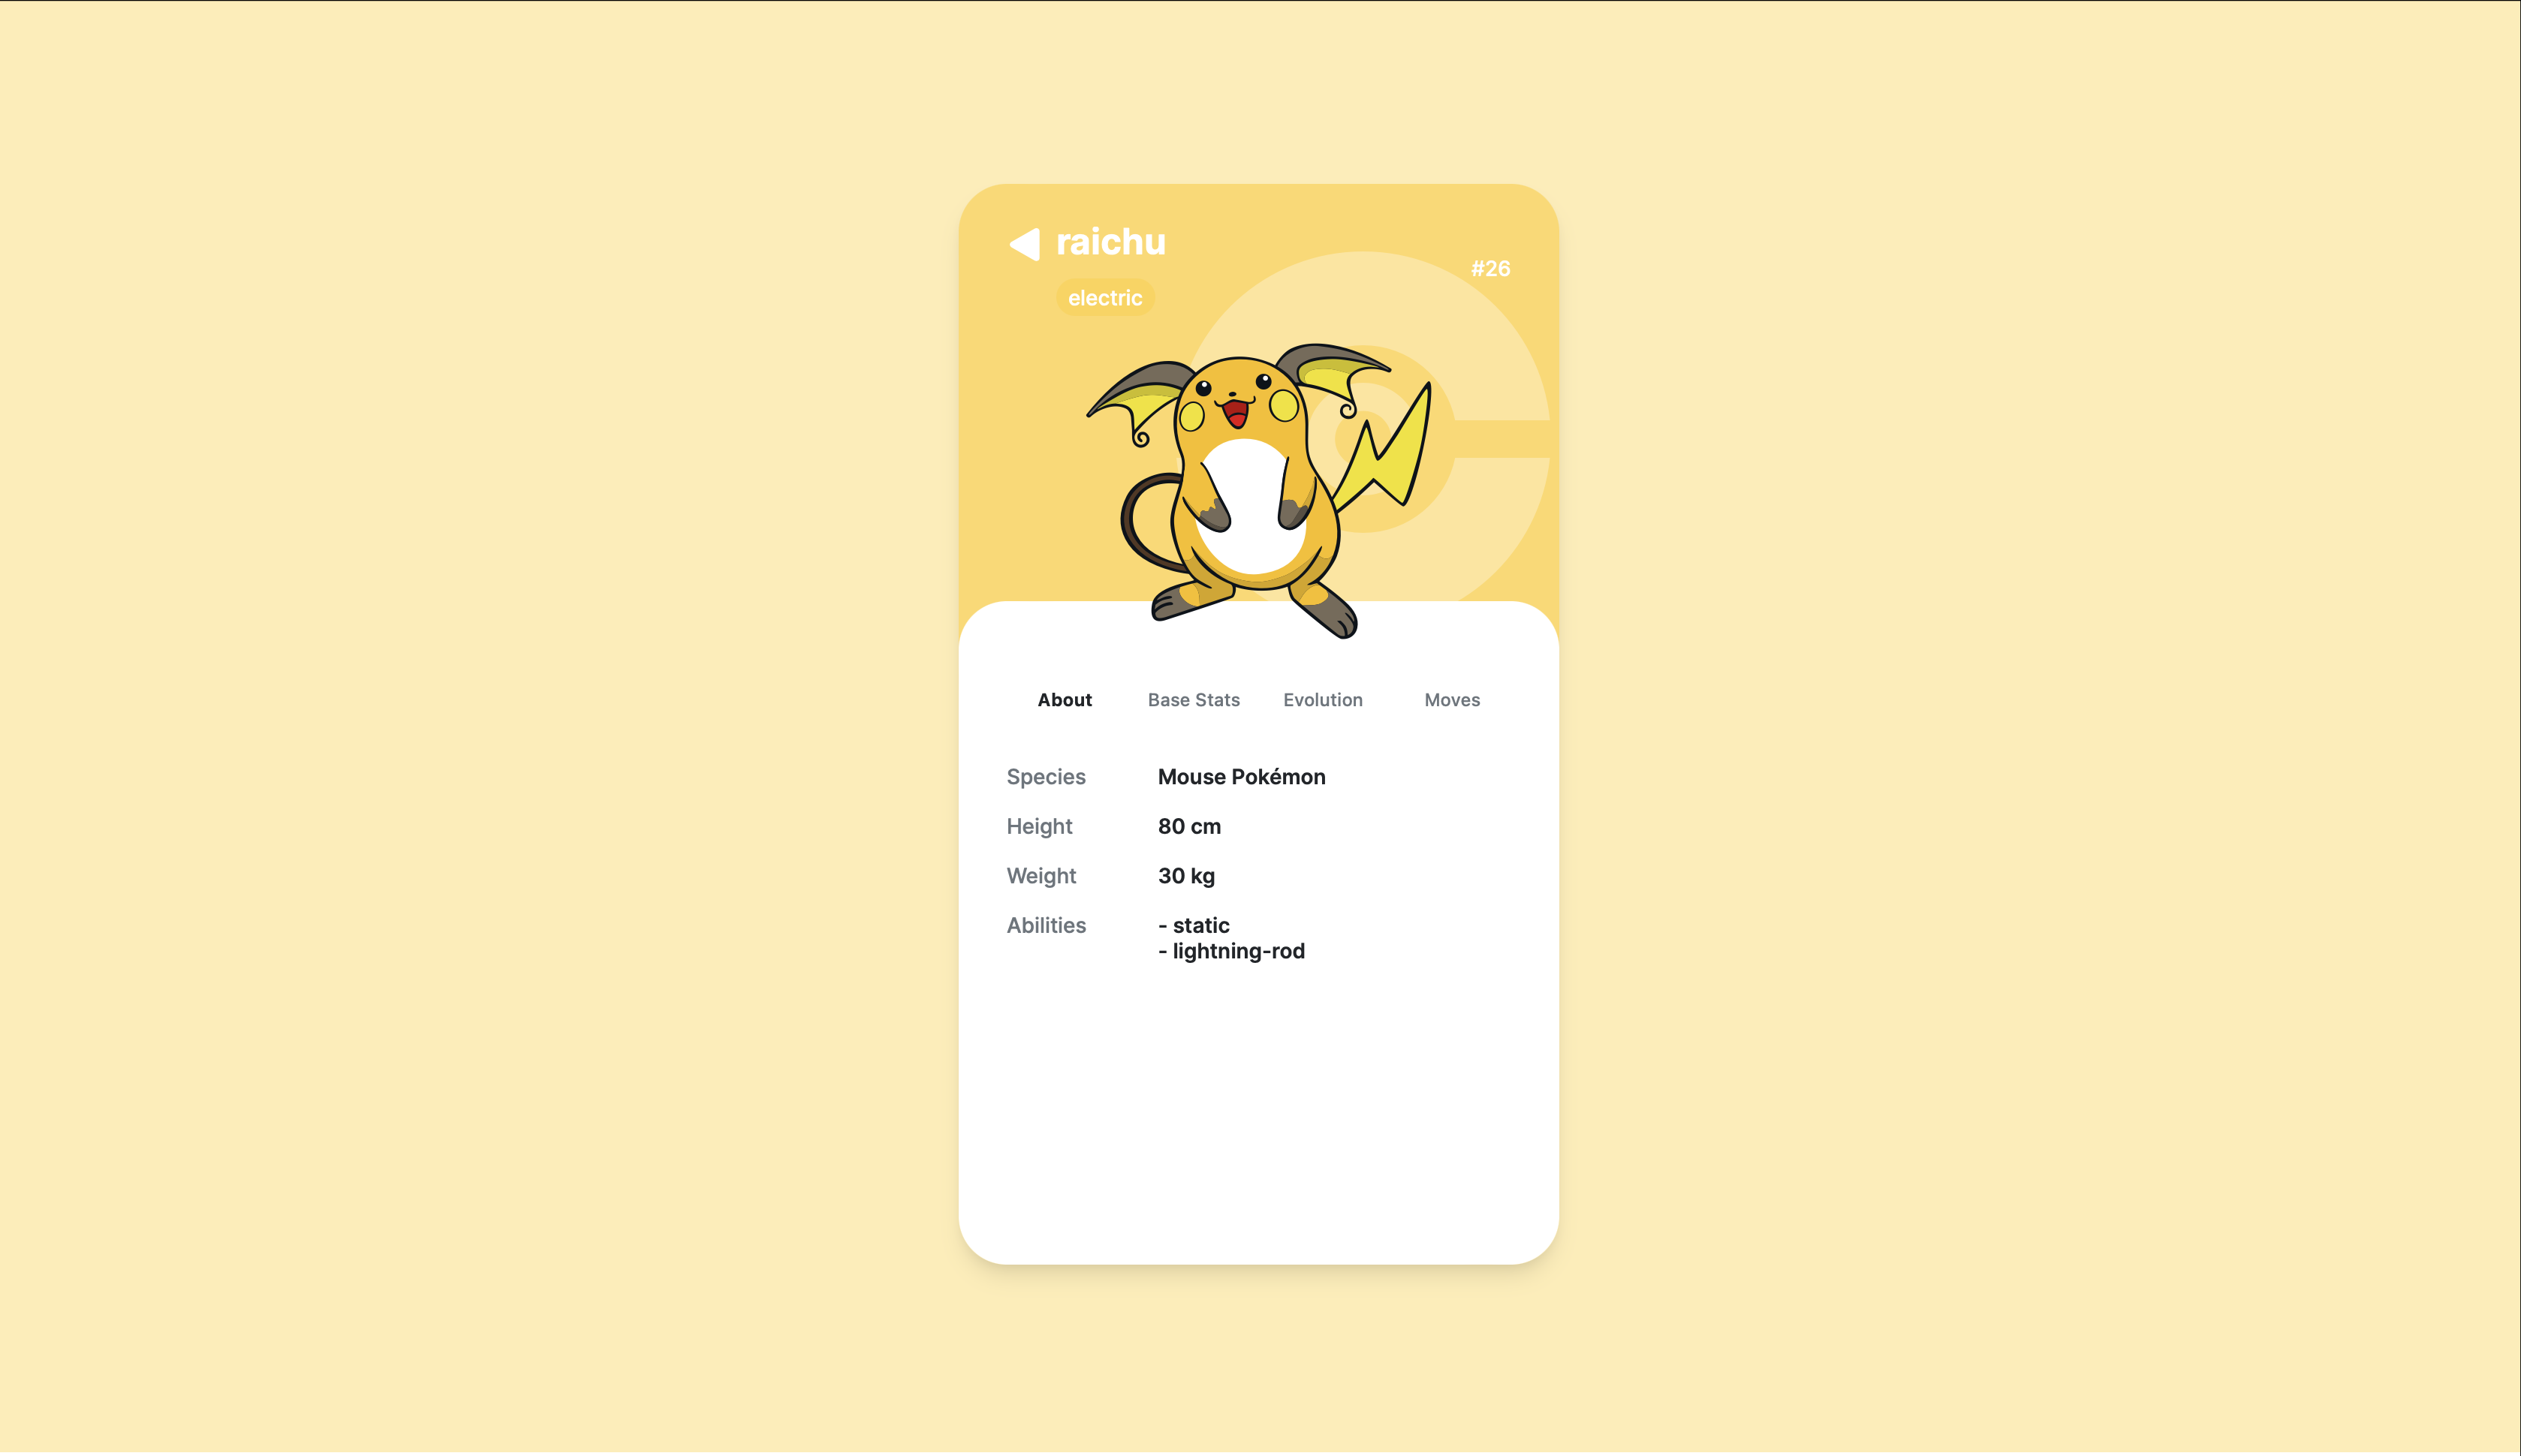 raichu
#26
electric
About Base Stats Evolution Moves
Species Mouse Pokémon
Height 80 cm
Weight 30 kg
Abilities - static
- lightning-rod